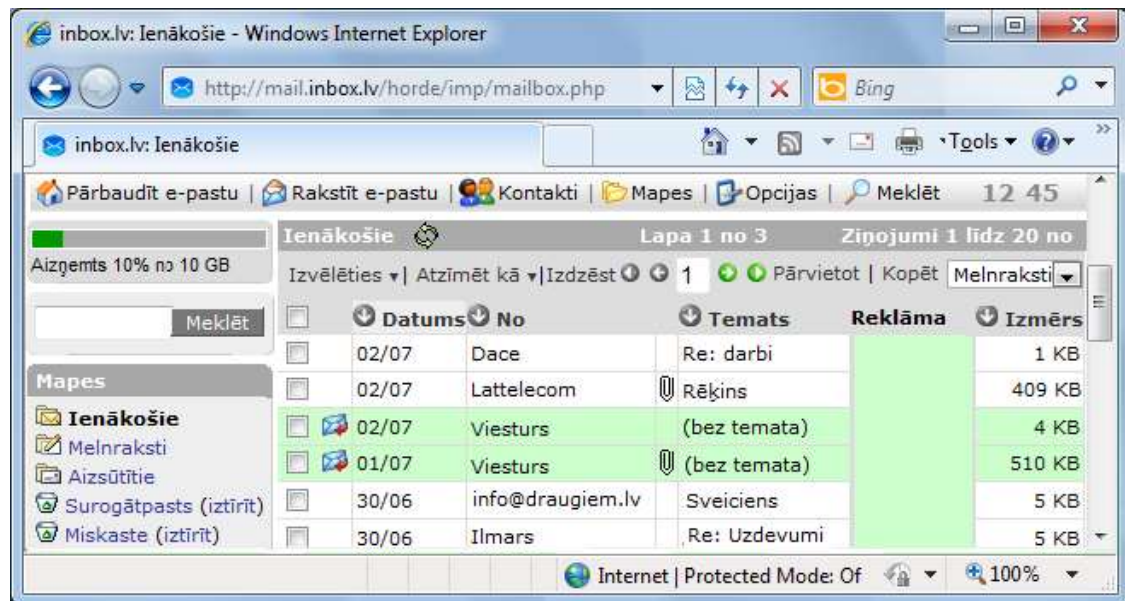 inbox.lv: Ienākošie - Windows Internet Explorer
http://mail.inbox.lv/horde/imp/mailbox.php Bing
inbox.lv: Ienākošie Tools
Pārbaudīt e-pastu | Rakstīt e-pastu | Kontakti | Mapes | Opcijas | Meklēt 12 45
Ienākošie Lapa 1 no 3 Ziņojumi 1 līdz 20 no
Aizņemts 10% no 10 GB
Izvēlēties | Atzīmēt kā | Izdzēst 1 Pārvietot | Kopēt Melnraksti
Meklēt
Datums No Temats Reklāma Izmērs
02/07 Dace Re: darbi 1 KB
02/07 Lattelecom Rēķins 409 KB
02/07 Viesturs (bez temata) 4 KB
01/07 Viesturs (bez temata) 510 KB
30/06 info@draugiem.lv Sveiciens 5 KB
30/06 Ilmars Re: Uzdevumi 5 KB
Mapes
Ienākošie
Melnraksti
Aizsūtītie
Surogātpasts (iztīrīt)
Miskaste (iztīrīt)
Internet | Protected Mode: Of 100%